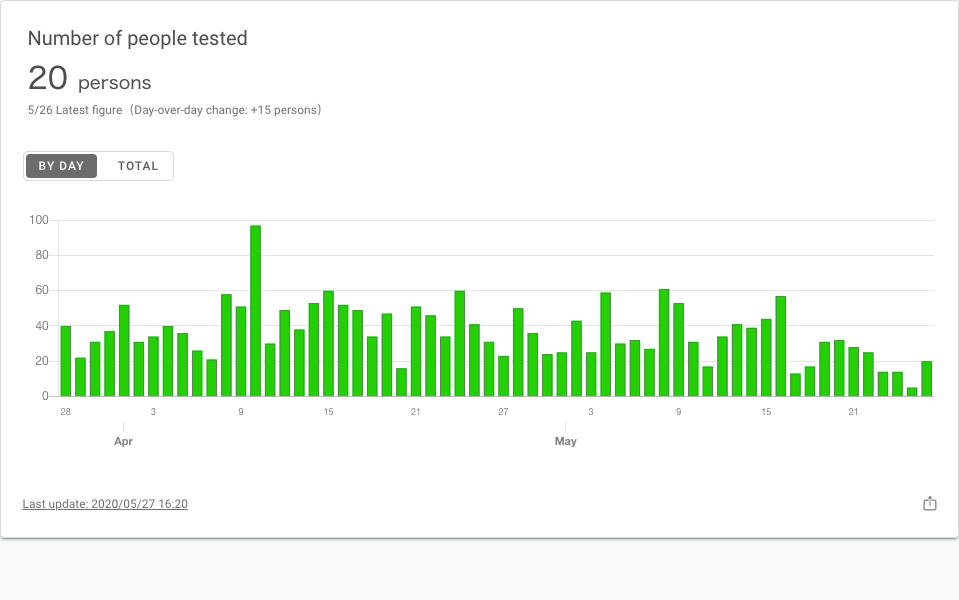 Number of people tested
20 persons
5/26 Latest figure（Day-over-day change: +15 persons）
BY DAY TOTAL
100
80
60
40
20
0
28 3 9 15 21 27 3 9 15 21
Apr May
Last update: 2020/05/27 16:20